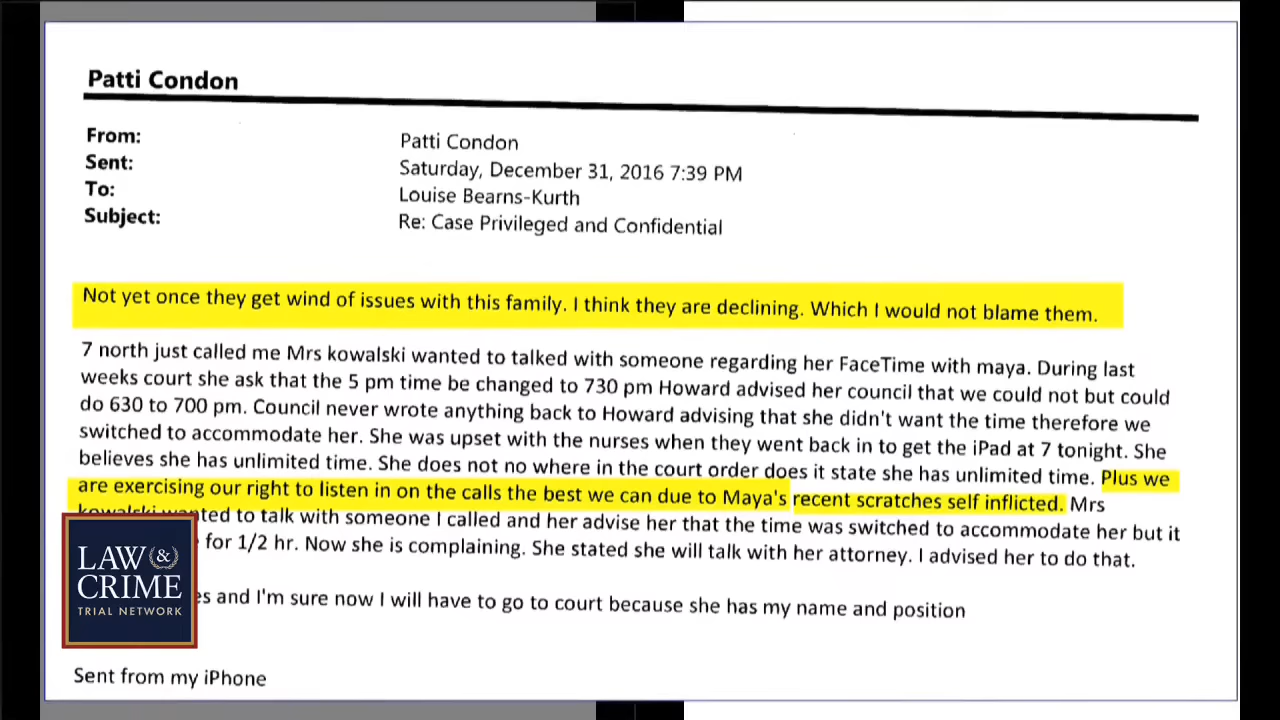 Patti Condon
From: Patti Condon
Sent: Saturday, December 31, 2016 7:39 PM
To: Louise Bearns-Kurth
Subject: Re: Case Privileged and Confidential
Not yet once they get wind of issues with this family. I think they are declining. Which I would not blame them.
7 north just called me Mrs kowalski wanted to talked with someone regarding her FaceTime with maya. During last
weeks court she ask that the 5 pm time be changed to 730 pm Howard advised her council that we could not but could
do 630 to 700 pm. Council never wrote anything back to Howard advising that she didn't want the time therefore we
switched to accommodate her. She was upset with the nurses when they went back in to get the iPad at 7 tonight. She
believes she has unlimited time. She does not no where in the court order does it state she has unlimited time. Plus we
are exercising our right to listen in on the calls the best we can due to Maya's recent scratches self inflicted. Mrs
kowalski wanted to talk with someone I called and her advise her that the time was switched to accommodate her but it
for 1/2 hr. Now she is complaining. She stated she will talk with her attorney. I advised her to do that.
and I'm sure now I will have to go to court because she has my name and position
Sent from my iPhone
LAW &
CRIME
TRIAL NETWORK